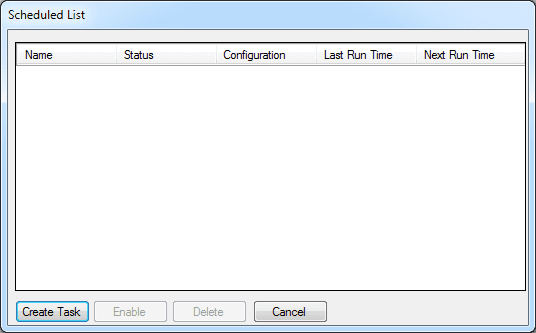 Scheduled List
Name Status Configuration Last Run Time Next Run Time
Create Task Enable Delete Cancel